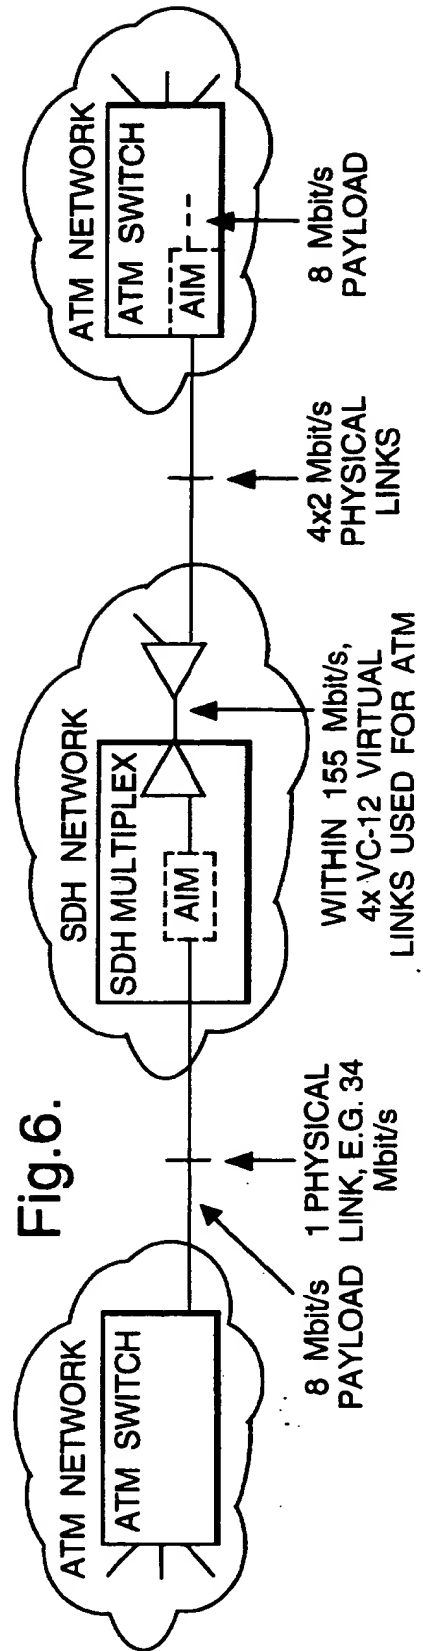 Fig.6.
ATM NETWORK
ATM SWITCH
8 Mbit/s
PAYLOAD
1 PHYSICAL
LINK, E.G. 34
Mbit/s
SDH NETWORK
SDH MULTIPLEX
AIM
WITHIN 155 Mbit/s,
4x VC-12 VIRTUAL
LINKS USED FOR ATM
4x2 Mbit/s
PHYSICAL
LINKS
ATM NETWORK
ATM SWITCH
AIM
8 Mbit/s
PAYLOAD